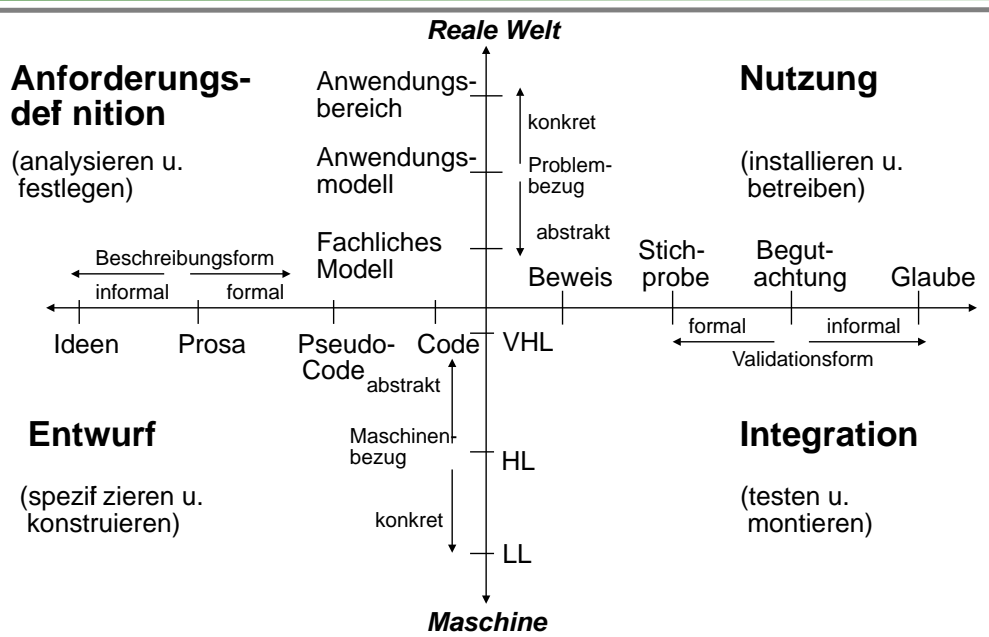 Reale Welt
Anforderungs-
def nition
(analysieren u.
festlegen)
Anwendungs-
bereich
Anwendungs-
modell
Fachliches
Modell
konkret
Problem-
bezug
abstrakt
Nutzung
(installieren u.
betreiben)
Beschreibungsform
informal
formal
Beweis
Stich-
probe
Begut-
achtung
Glaube
Ideen
Prosa
Pseudo-
Code
Code
VHL
formal
informal
Validationsform
abstrakt
Maschinen-
bezug
konkret
HL
LL
Entwurf
(spezif zieren u.
konstruieren)
Integration
(testen u.
montieren)
Maschine